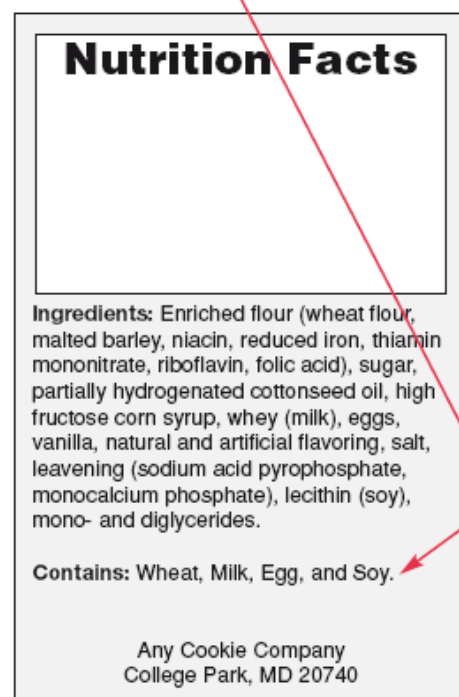 Nutrition Facts
Ingredients: Enriched flour (wheat flour,
malted barley, niacin, reduced iron, thiamin
mononitrate, riboflavin, folic acid), sugar,
partially hydrogenated cottonseed oil, high
fructose corn syrup, whey (milk), eggs,
vanilla, natural and artificial flavoring, salt,
leavening (sodium acid pyrophosphate,
monocalcium phosphate), lecithin (soy),
mono- and diglycerides.
Contains: Wheat, Milk, Egg, and Soy.
Any Cookie Company
College Park, MD 20740